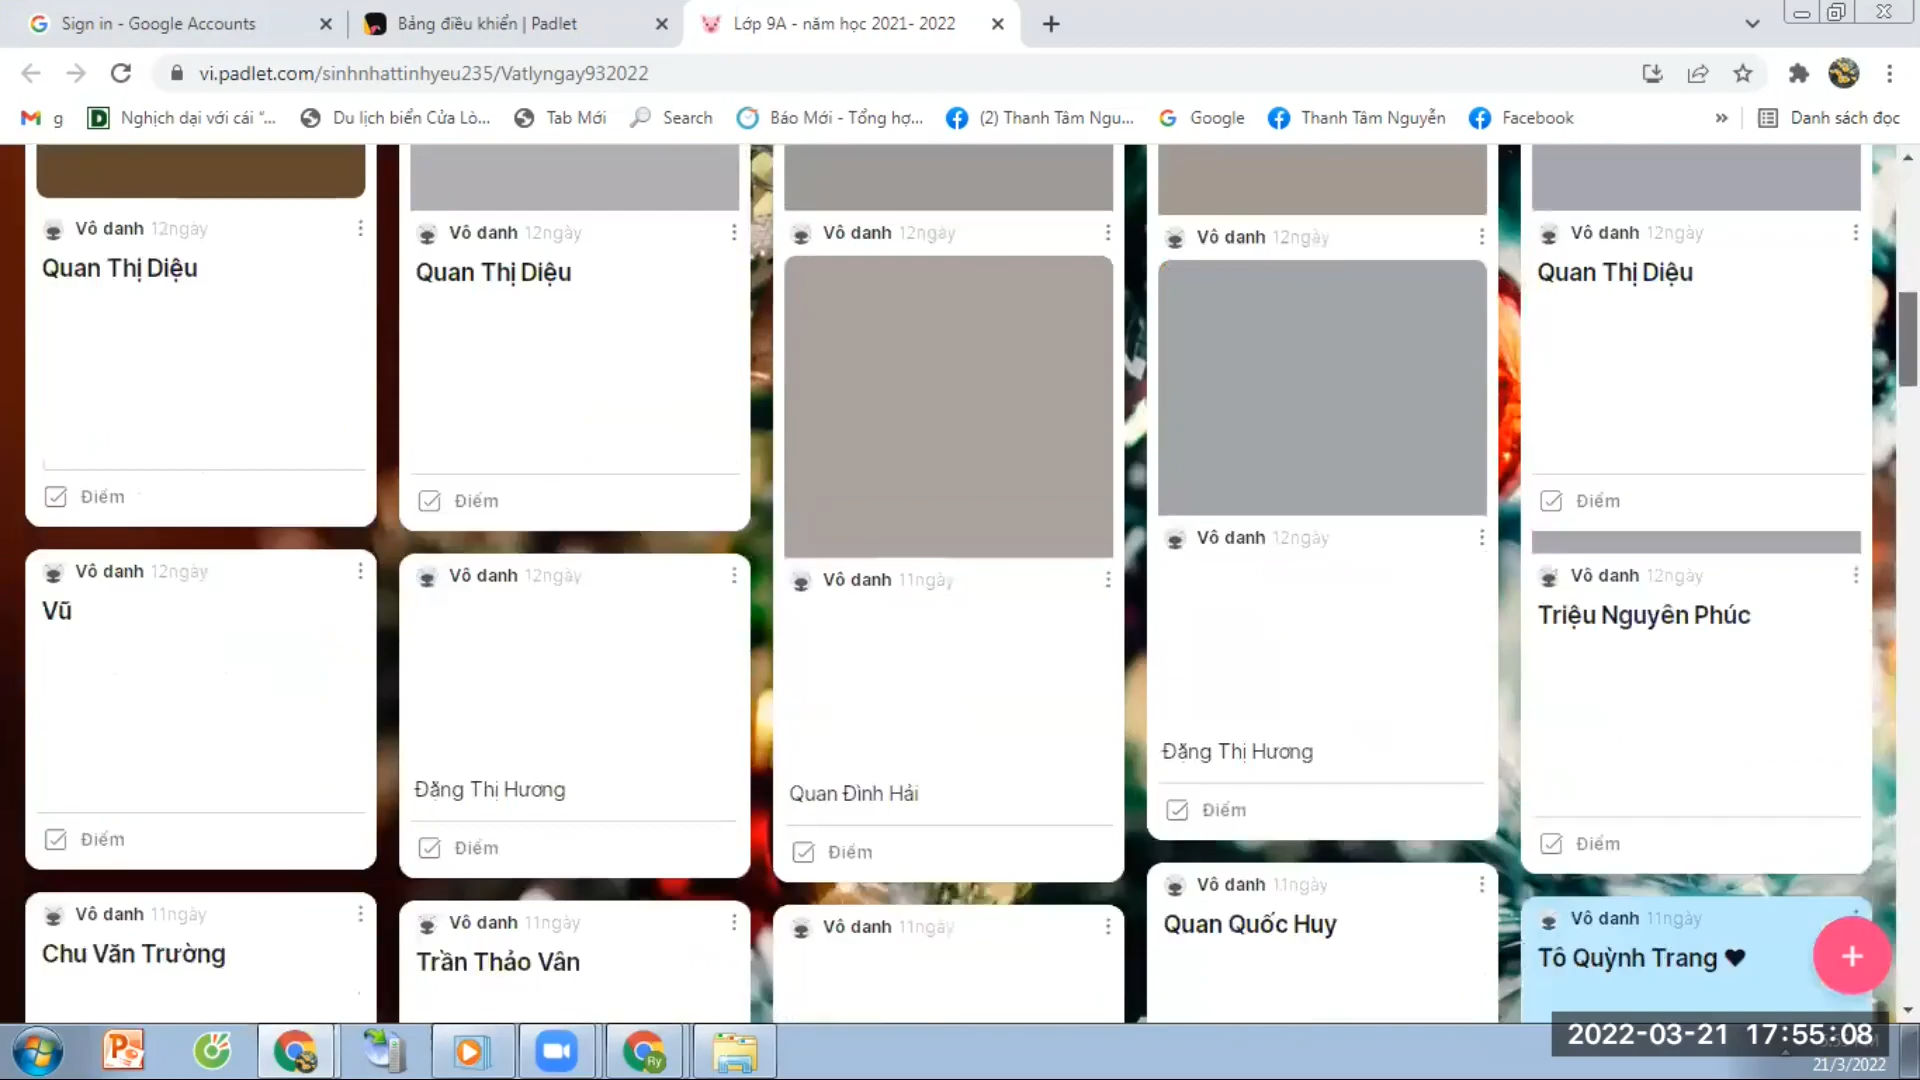 Sign in - Google Accounts
Bảng điều khiển | Padlet
Lớp 9A - năm học 2021- 2022
vi.padlet.com/sinhnhattinhyeu235/Vatlyngay932022
g
Nghịch dại với cái “...
Du lịch biển Cửa Lò...
Tab Mới
Search
Báo Mới - Tổng hợ...
(2) Thanh Tâm Ngu...
Google
Thanh Tâm Nguyễn
Facebook
»
Danh sách đọc
Vô danh 12ngày
Quan Thị Diệu
Điểm
Vô danh 12ngày
Vũ
Điểm
Vô danh 11ngày
Chu Văn Trường
Vô danh 12ngày
Quan Thị Diệu
Điểm
Vô danh 12ngày
Đặng Thị Hương
Điểm
Vô danh 11ngày
Trần Thảo Vân
Vô danh 12ngày
Vô danh 11ngày
Quan Đình Hải
Điểm
Vô danh 11ngày
Vô danh 12ngày
Vô danh 12ngày
Đặng Thị Hương
Điểm
Vô danh 11ngày
Quan Quốc Huy
Vô danh 12ngày
Quan Thị Diệu
Điểm
Vô danh 12ngày
Triệu Nguyên Phúc
Điểm
Vô danh 11ngày
Tô Quỳnh Trang ♥
Ry
2022-03-21 17:55:08
21/3/2022